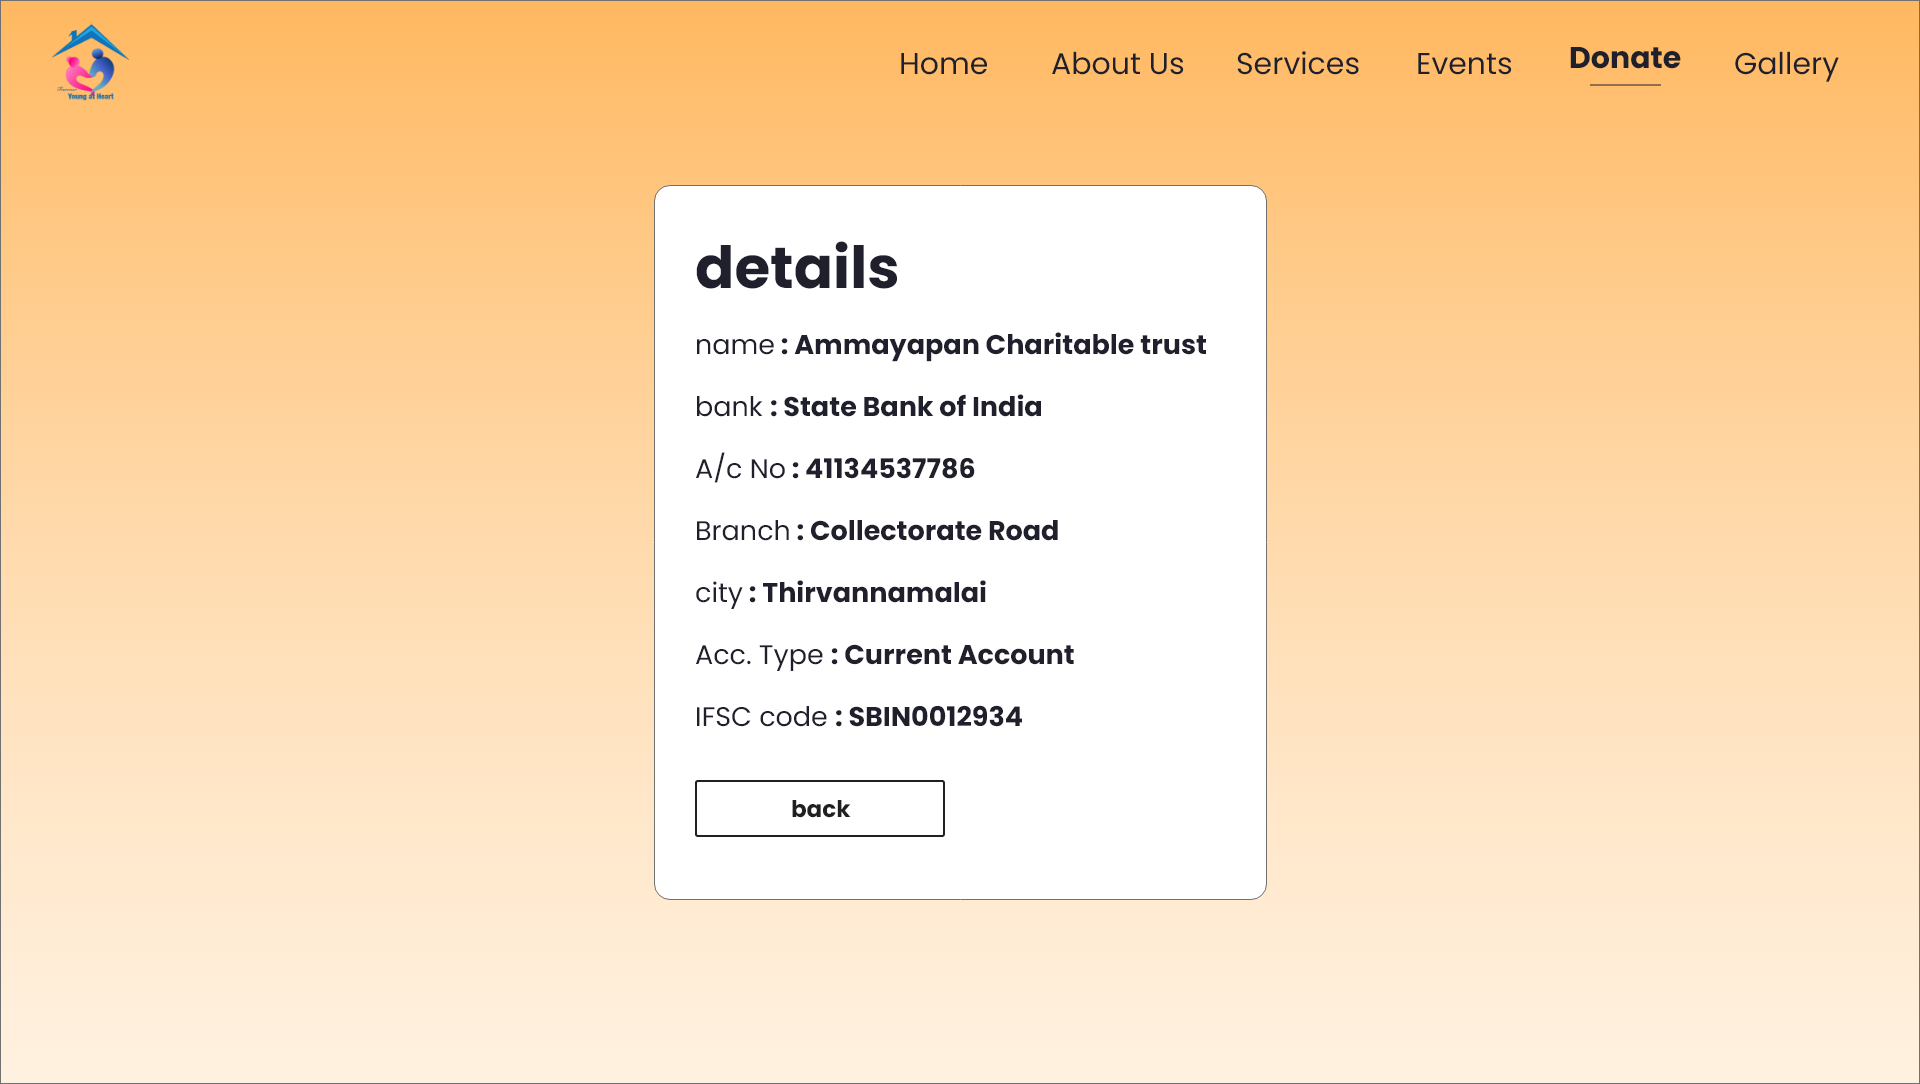 Home About Us Services Events Donate Gallery
Young at Heart
details
name : Ammayapan Charitable trust
bank : State Bank of India
A/c No : 41134537786
Branch : Collectorate Road
city : Thirvannamalai
Acc. Type : Current Account
IFSC code : SBIN0012934
back